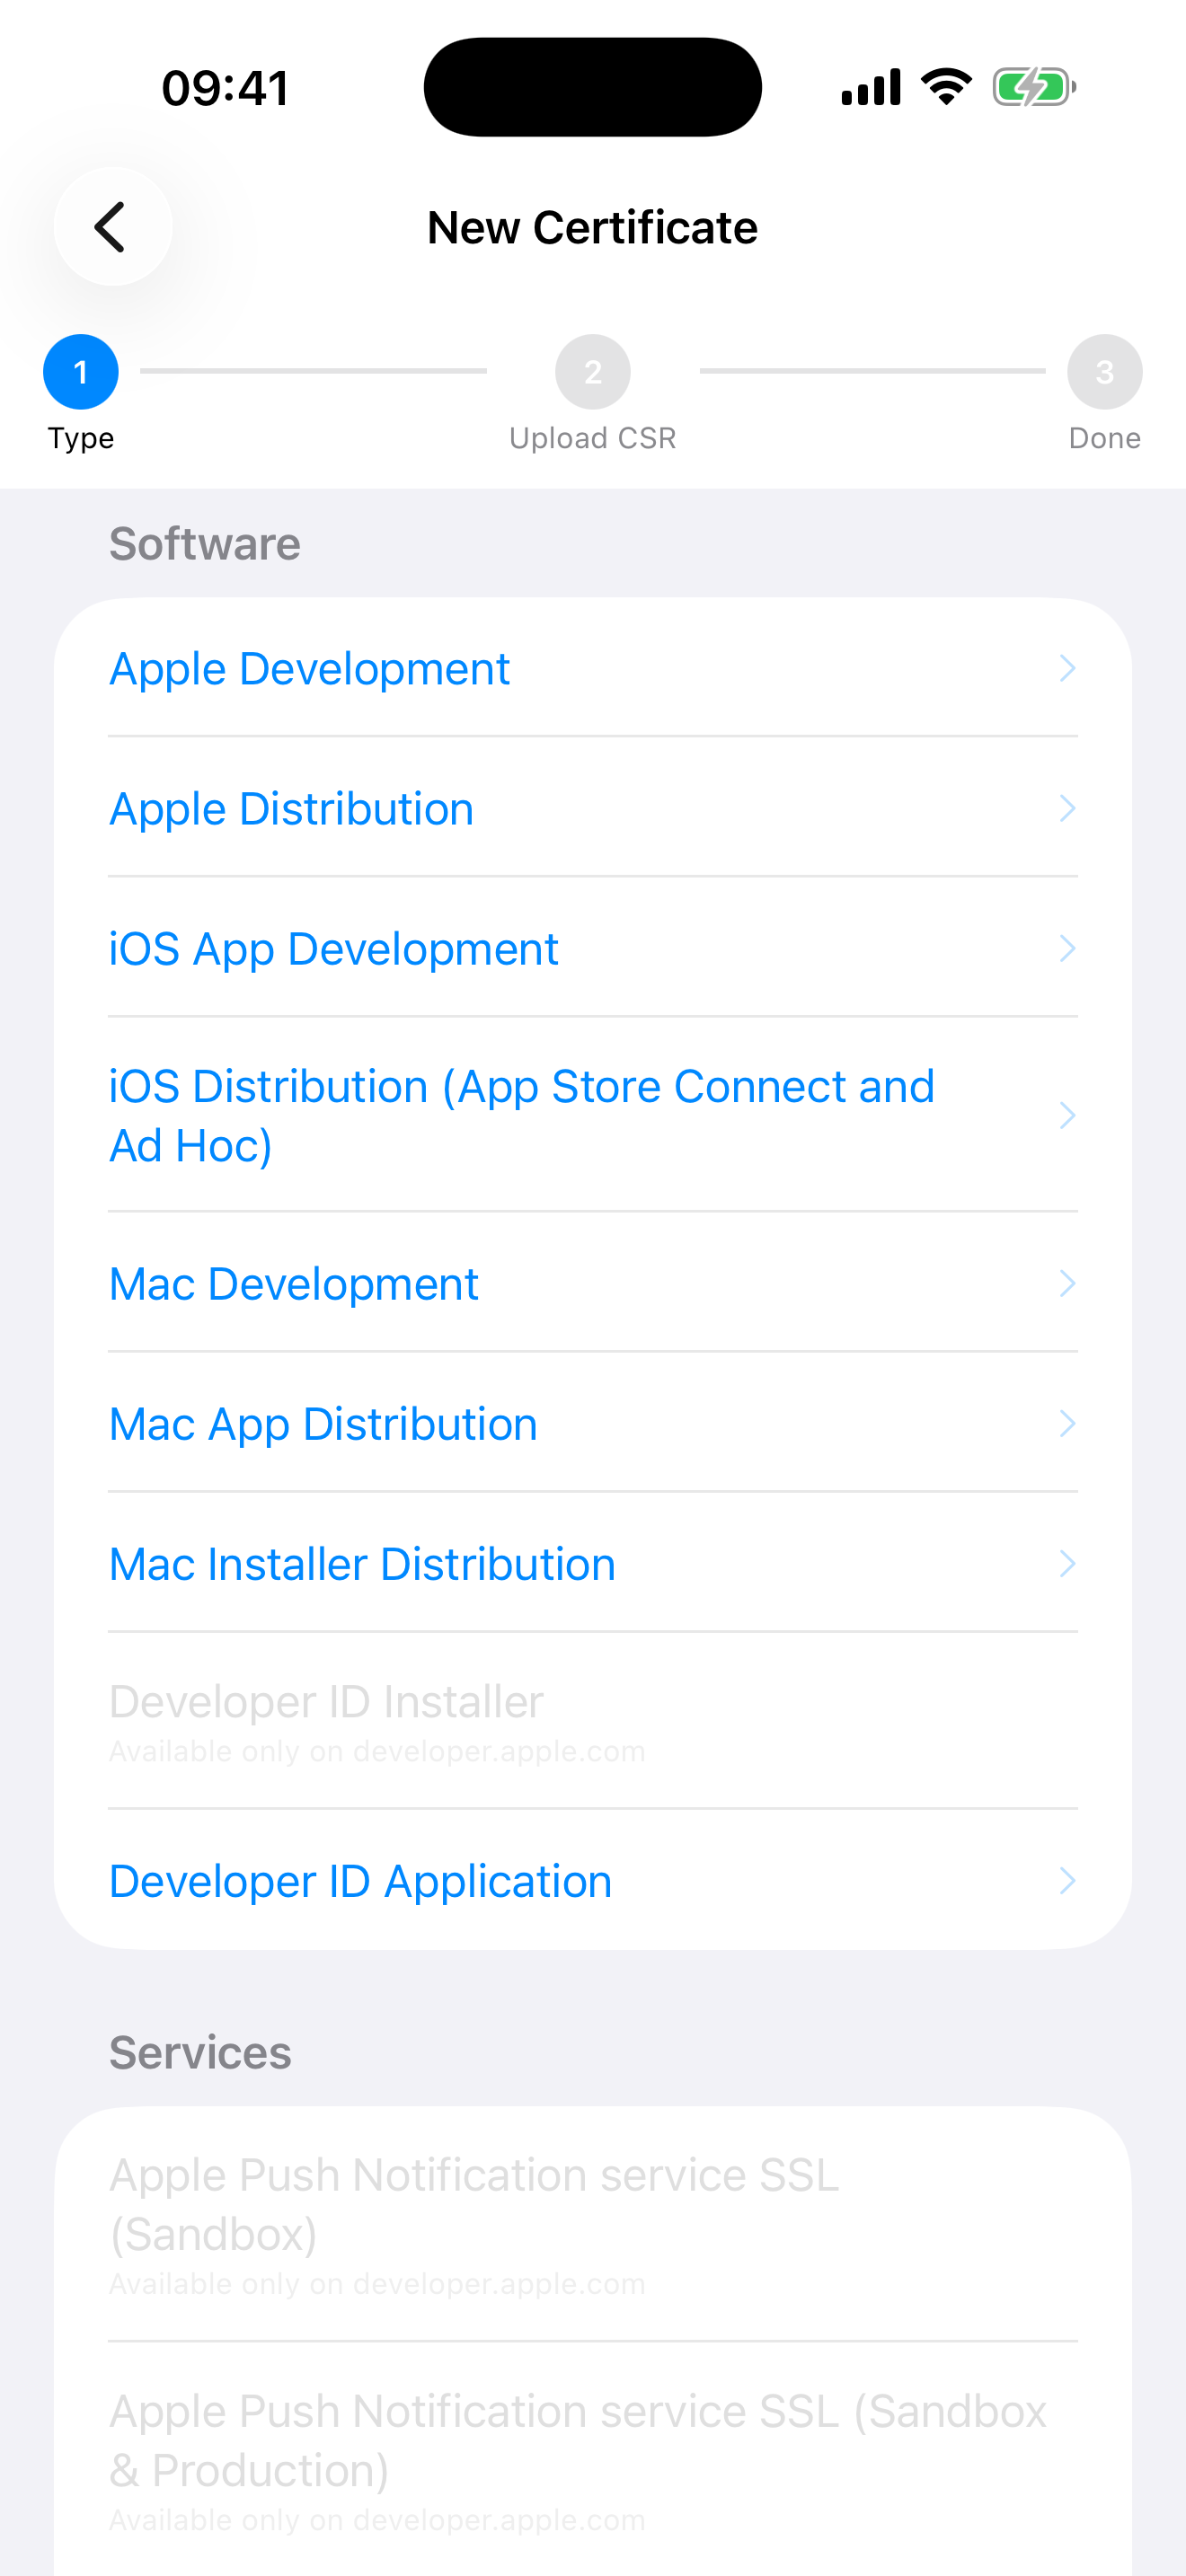 09:41
New Certificate
1
2
3
Type
Upload CSR
Done
Software
Apple Development
Apple Distribution
iOS App Development
iOS Distribution (App Store Connect and
Ad Hoc)
Mac Development
Mac App Distribution
Mac Installer Distribution
Developer ID Installer
Available only on developer.apple.com
Developer ID Application
Services
Apple Push Notification service SSL
(Sandbox)
Available only on developer.apple.com
Apple Push Notification service SSL (Sandbox
& Production)
Available only on developer.apple.com